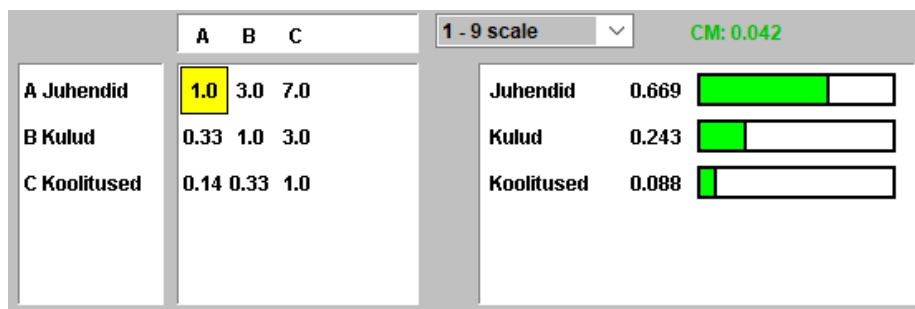 A B C
1 - 9 scale
CM: 0.042
A Juhendid 1.0 3.0 7.0
Juhendid 0.669
B Kulud 0.33 1.0 3.0
Kulud 0.243
C Koolitused 0.14 0.33 1.0
Koolitused 0.088